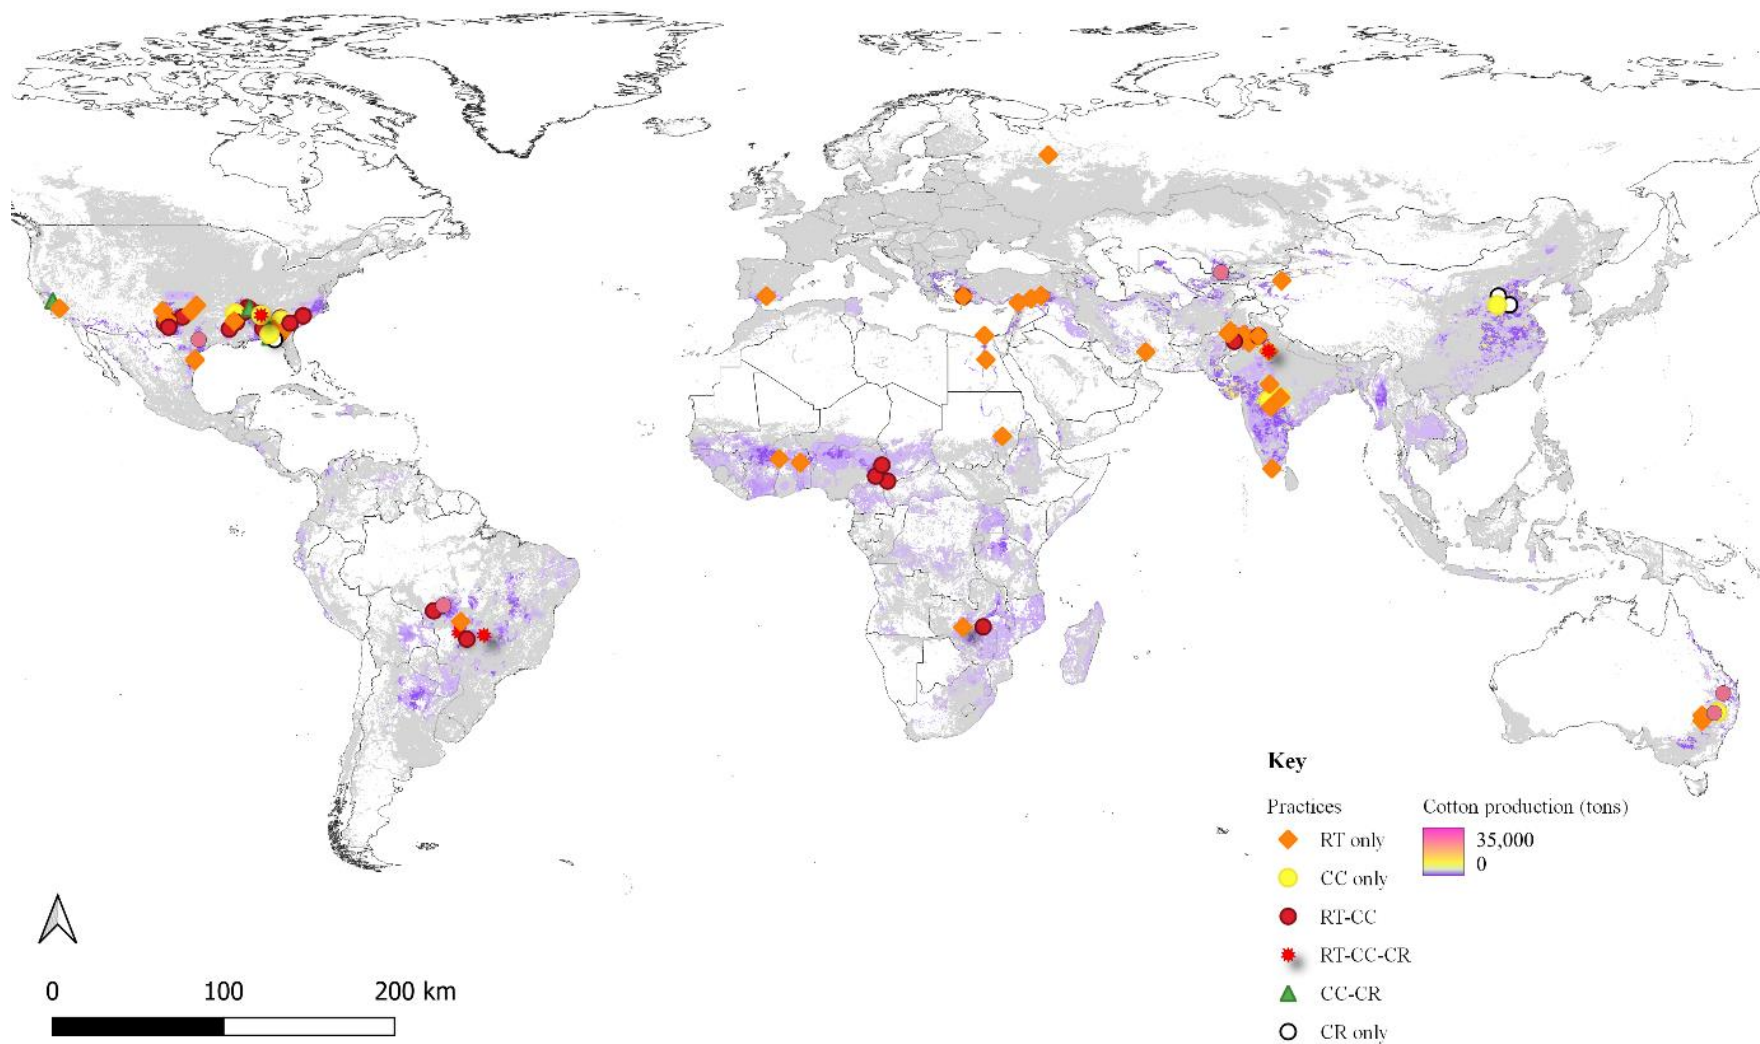 Key
Practices
RT only
CC only
RT-CC
RT-CC-CR
CC-CR
CR only
Cotton production (tons)
35,000
0
0 100 200 km